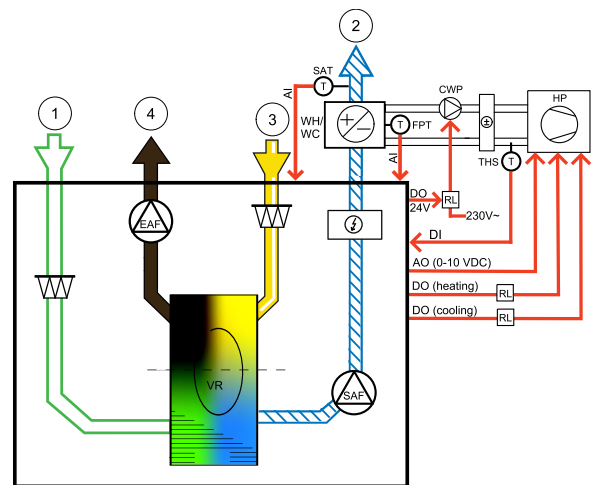 2
SAT
T
AI
CWP
HP
1
4
3
WH/
WC
+
−
T
FPT
±
AI
THS
T
DO
24V
RL
230V~
EAF
DI
AO (0-10 VDC)
DO (heating)
RL
DO (cooling)
RL
VR
SAF